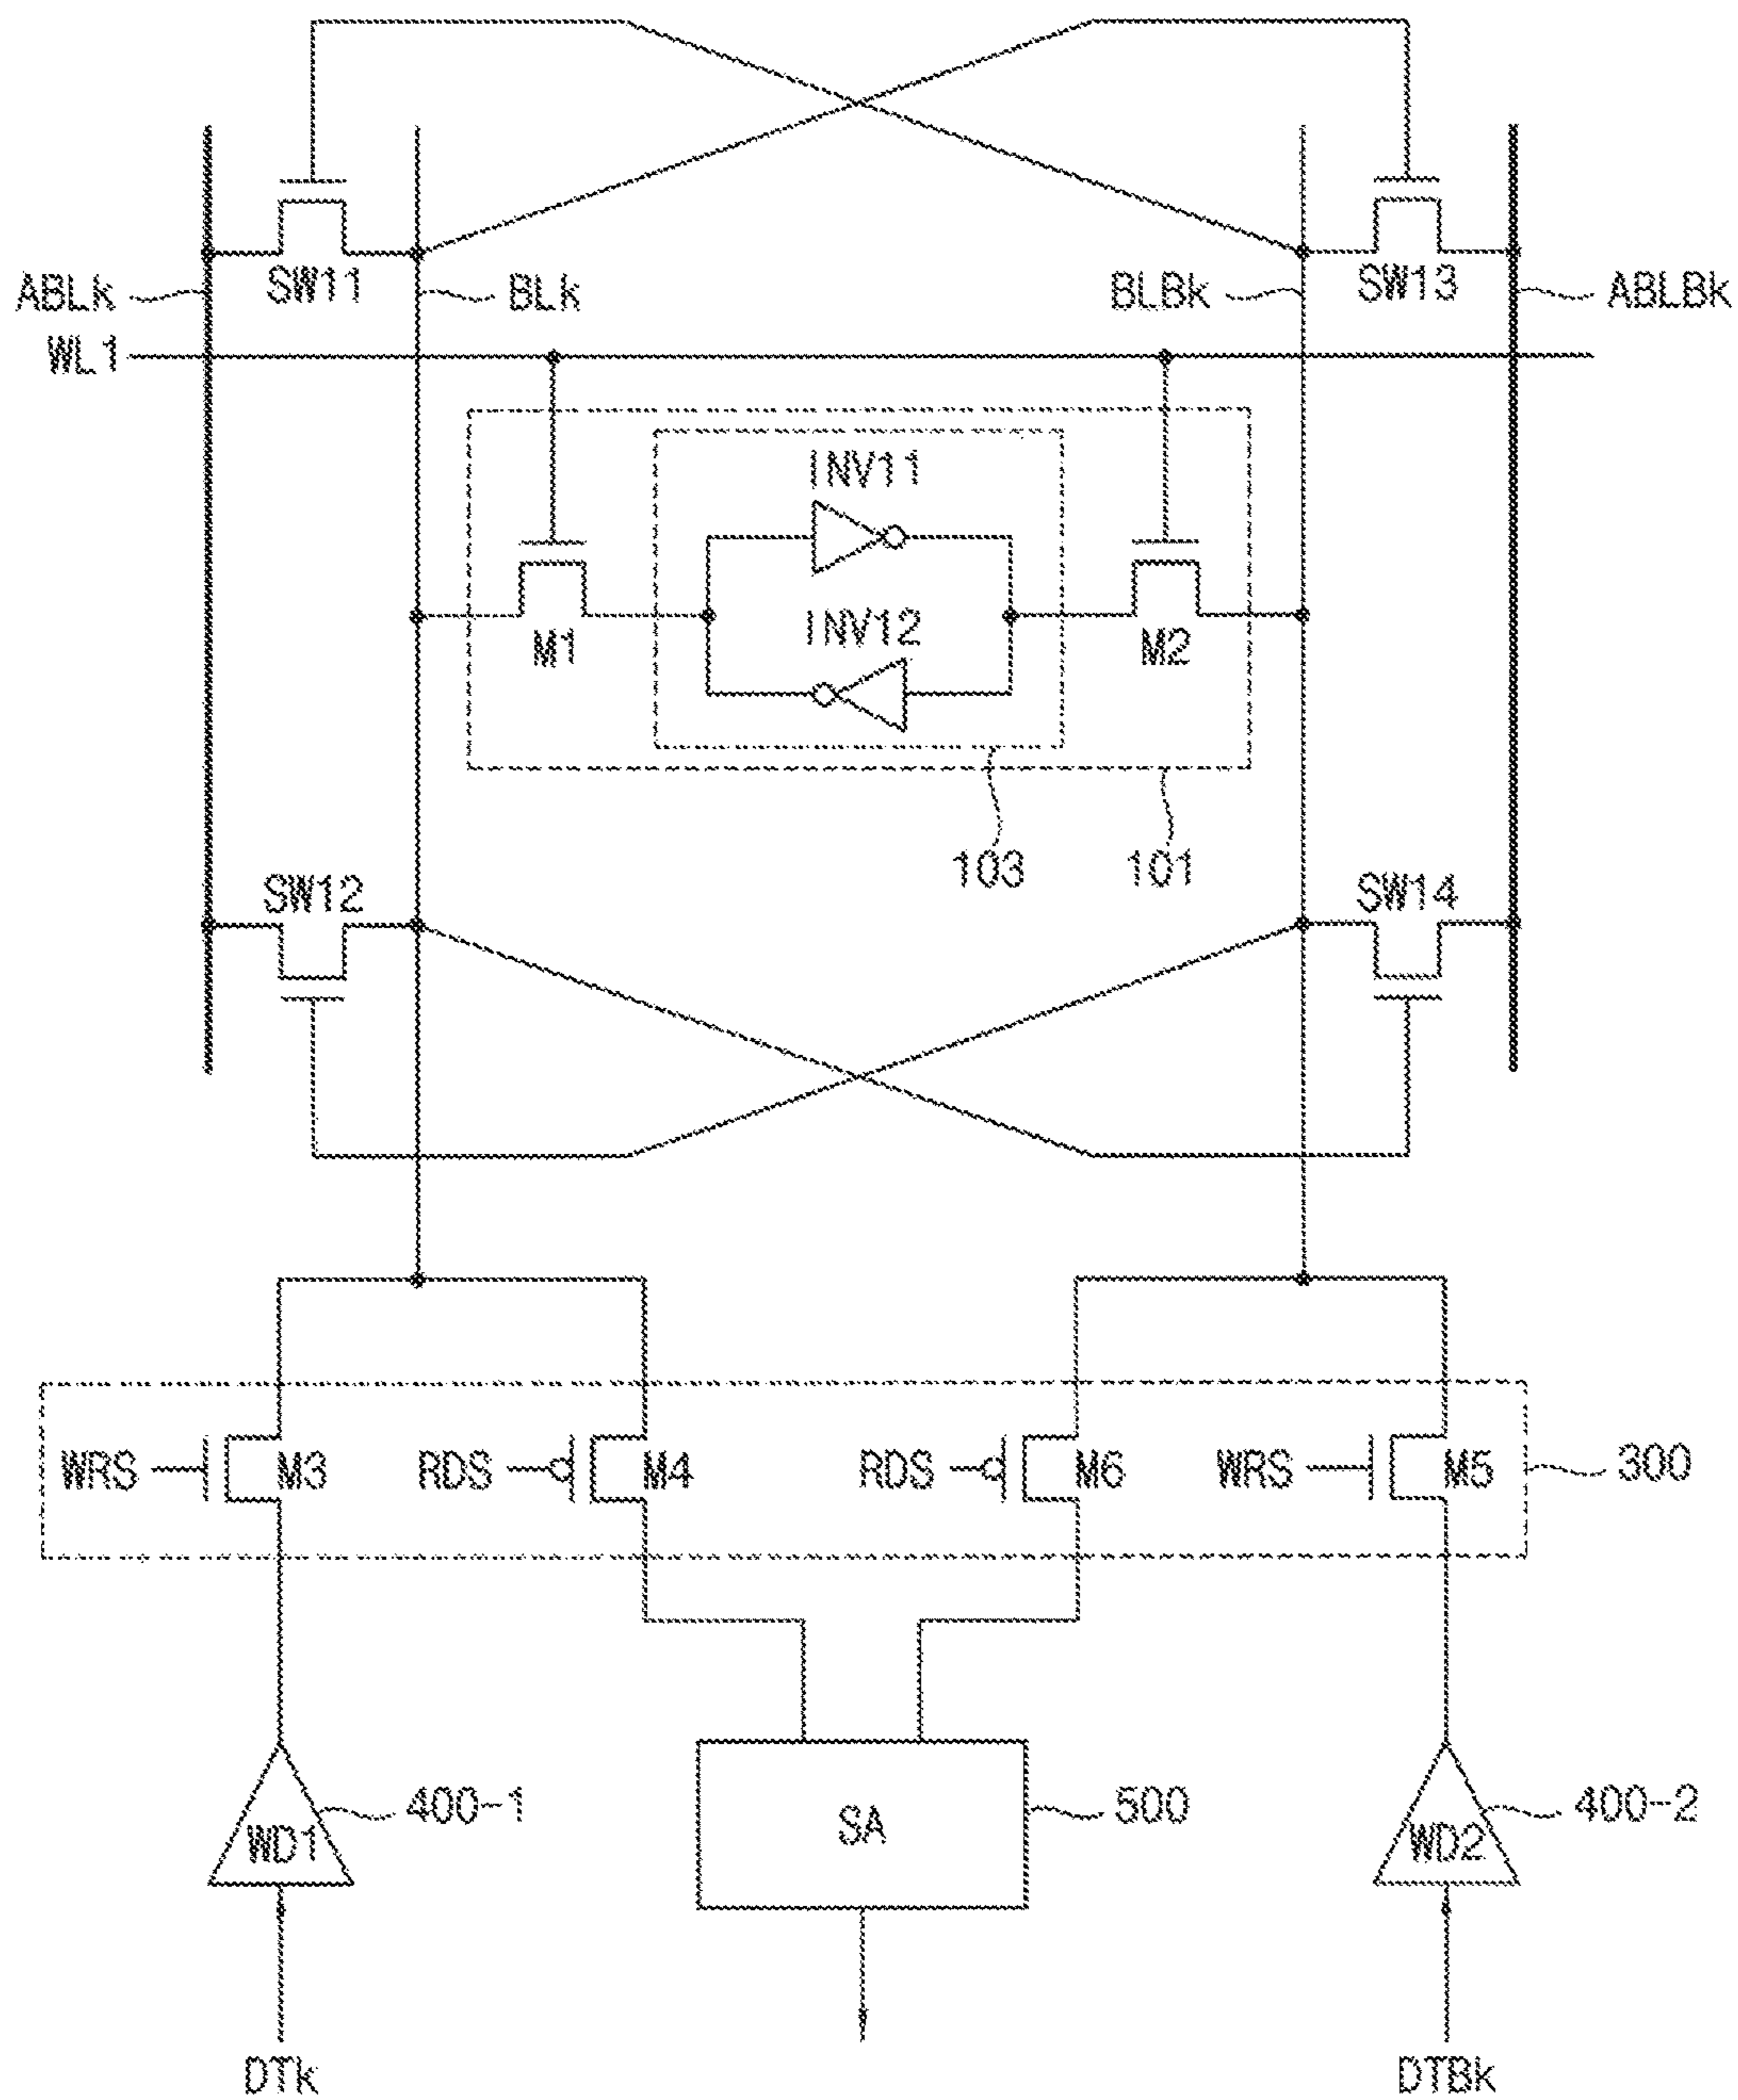 SW11
SW13
ABLk
BLk
BLBk
ABLBk
WL1
INV11
INV12
M1
M2
103
101
SW12
SW14
WRS
M3
RDS
M4
RDS
M6
WRS
M5
300
400-1
500
400-2
WD1
SA
WD2
DTk
DTBk